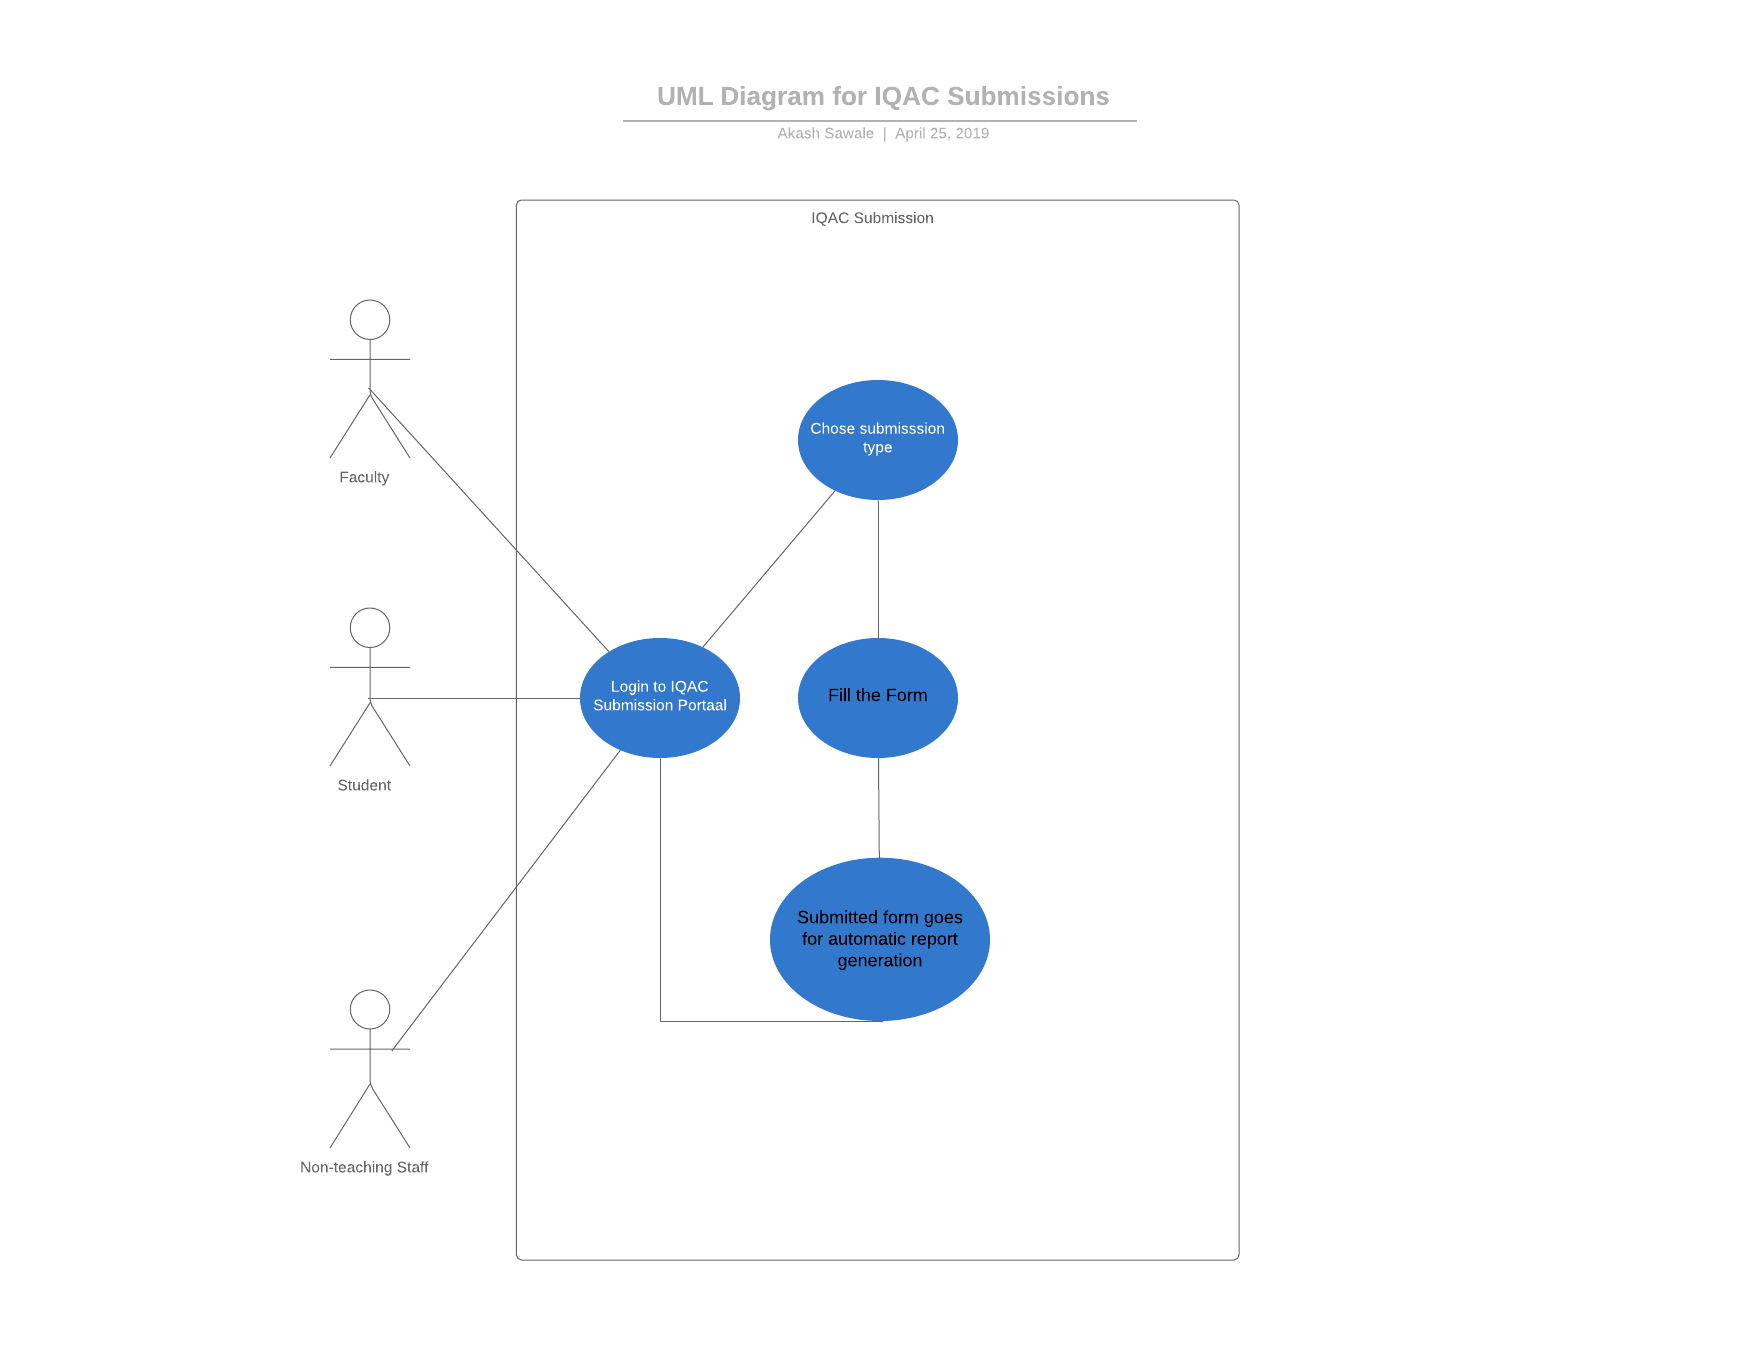 UML Diagram for IQAC Submissions
Akash Sawale | April 25, 2019
IQAC Submission
Faculty
Chose submisssion
type
Login to IQAC
Submission Portaal
Fill the Form
Student
Submitted form goes
for automatic report
generation
Non-teaching Staff